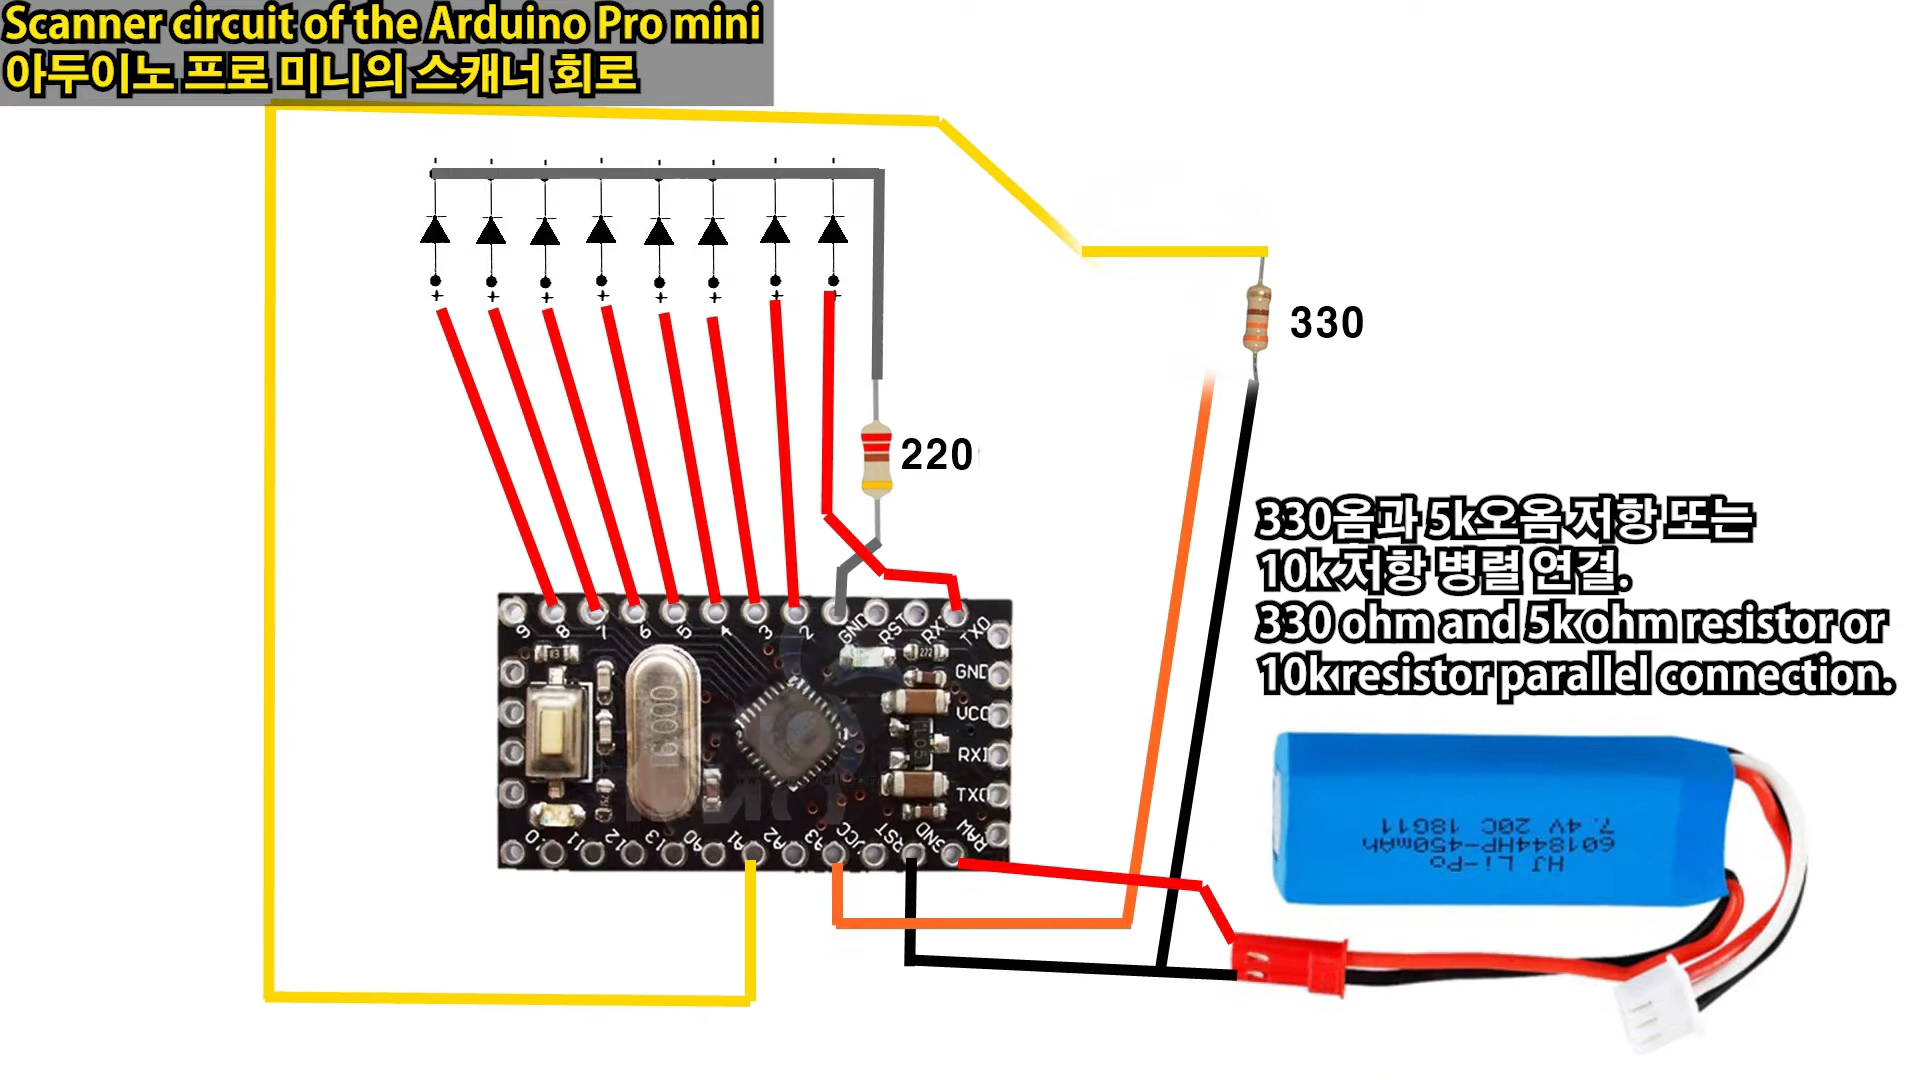 Scanner circuit of the Arduino Pro mini
아두이노 프로 미니의 스캐너 회로
330
220
330옴과 5k오옴 저항 또는
10k 저항 병렬 연결.
330 ohm and 5k ohm resistor or
10k resistor parallel connection.
9 8 7 6 5 4 3 2 GND RST RXI TXO
GND
VCC
RXI
TXO
10 11 12 13 A0 A1 A2 A3 VCC RST GND RAW
HJ Li-Po
601844HP-450mAh
7.4V 20C 18G11